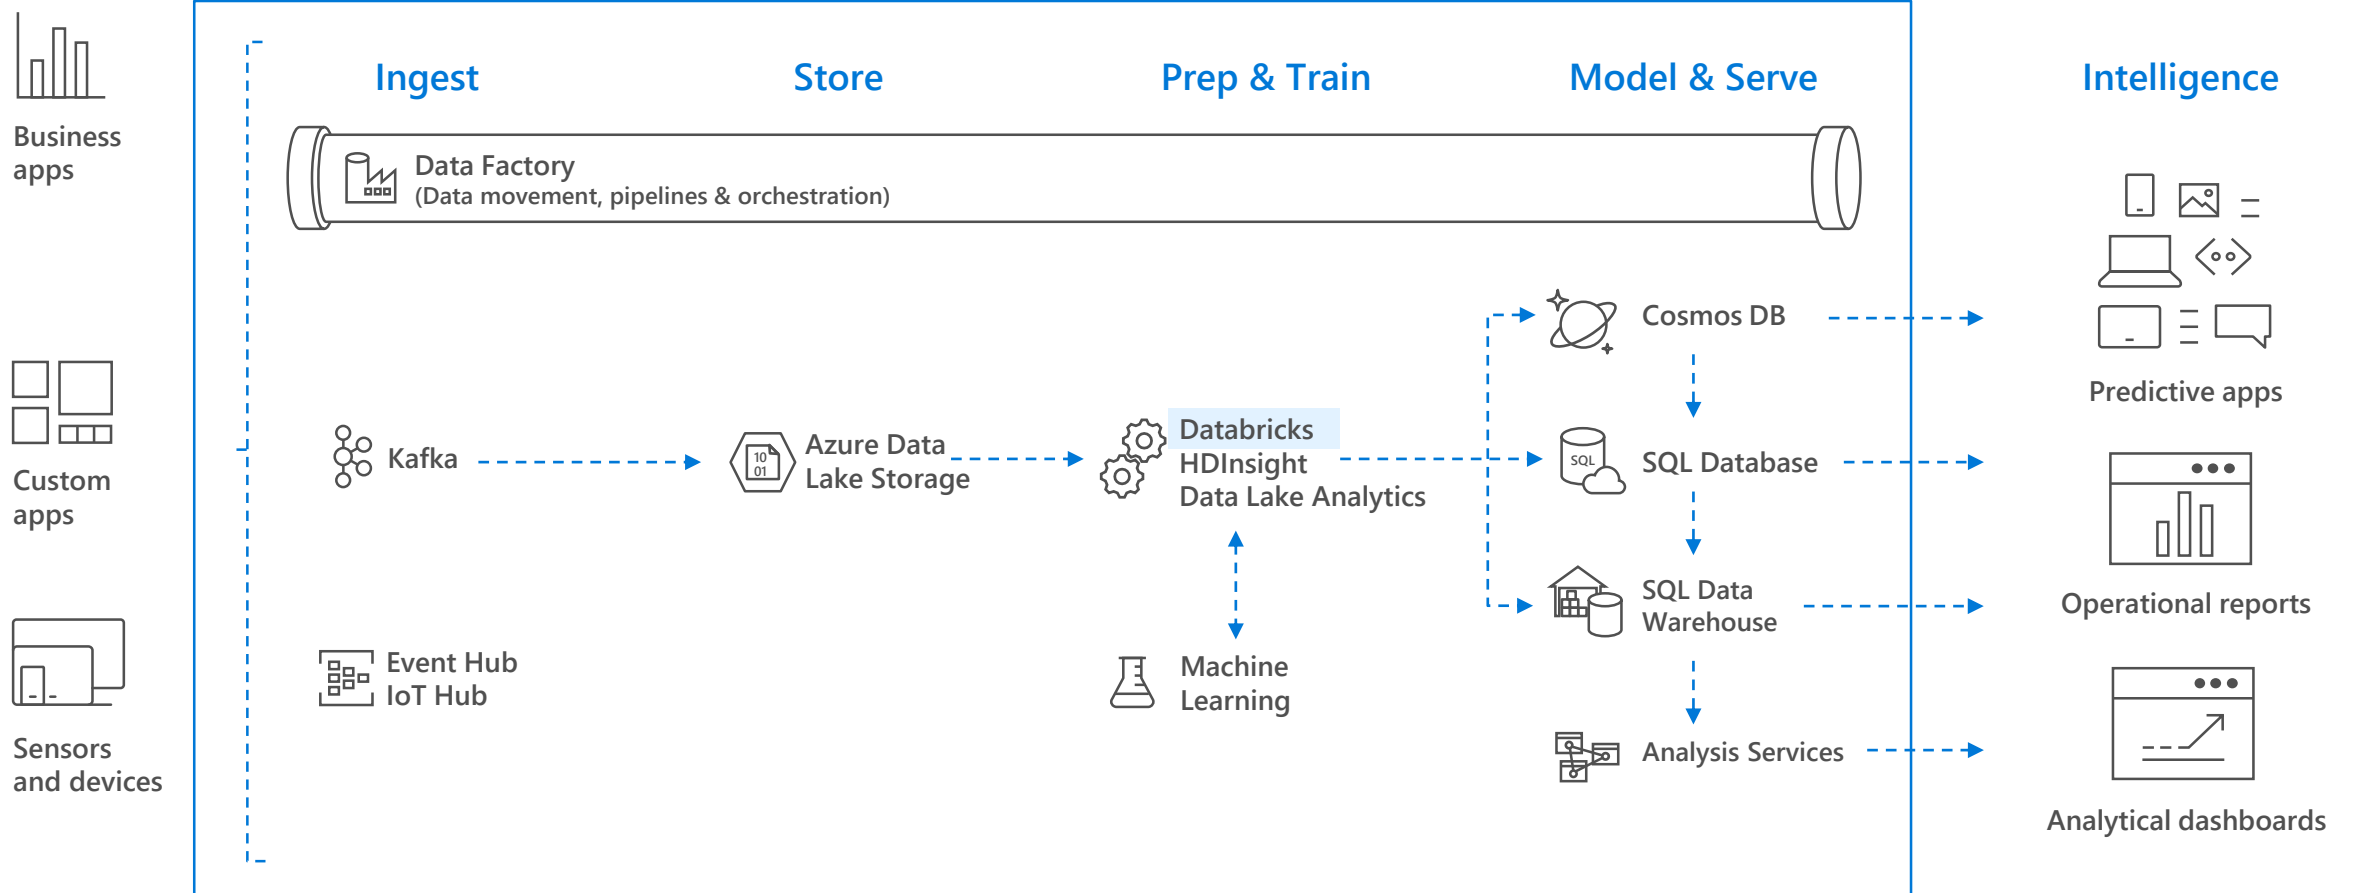 Business
apps
Custom
apps
Sensors
and devices
Ingest
Store
Prep & Train
Model & Serve
Intelligence
Data Factory
(Data movement, pipelines & orchestration)
Kafka
Event Hub
IoT Hub
10
01
Azure Data
Lake Storage
Databricks
HDInsight
Data Lake Analytics
Machine
Learning
Cosmos DB
SQL
SQL Database
SQL Data
Warehouse
Analysis Services
Predictive apps
Operational reports
Analytical dashboards